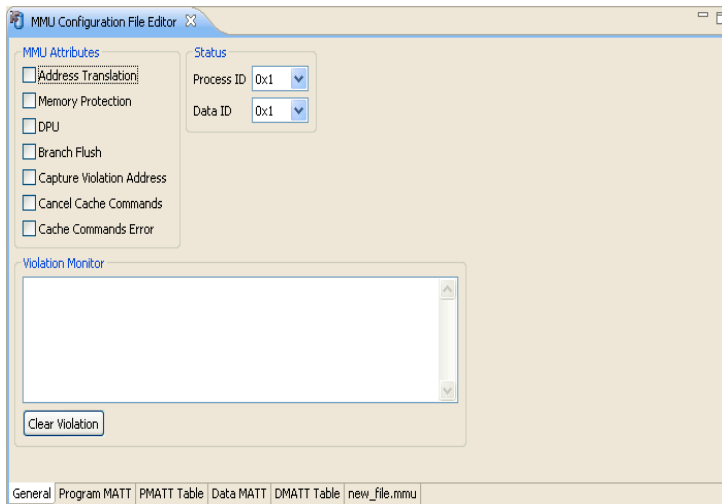 MMU Configuration File Editor
MMU Attributes
Address Translation
Memory Protection
DPU
Branch Flush
Capture Violation Address
Cancel Cache Commands
Cache Commands Error
Status
Process ID 0x1
Data ID 0x1
Violation Monitor
Clear Violation
General Program MATT PMATT Table Data MATT DMATT Table new_file.mmu